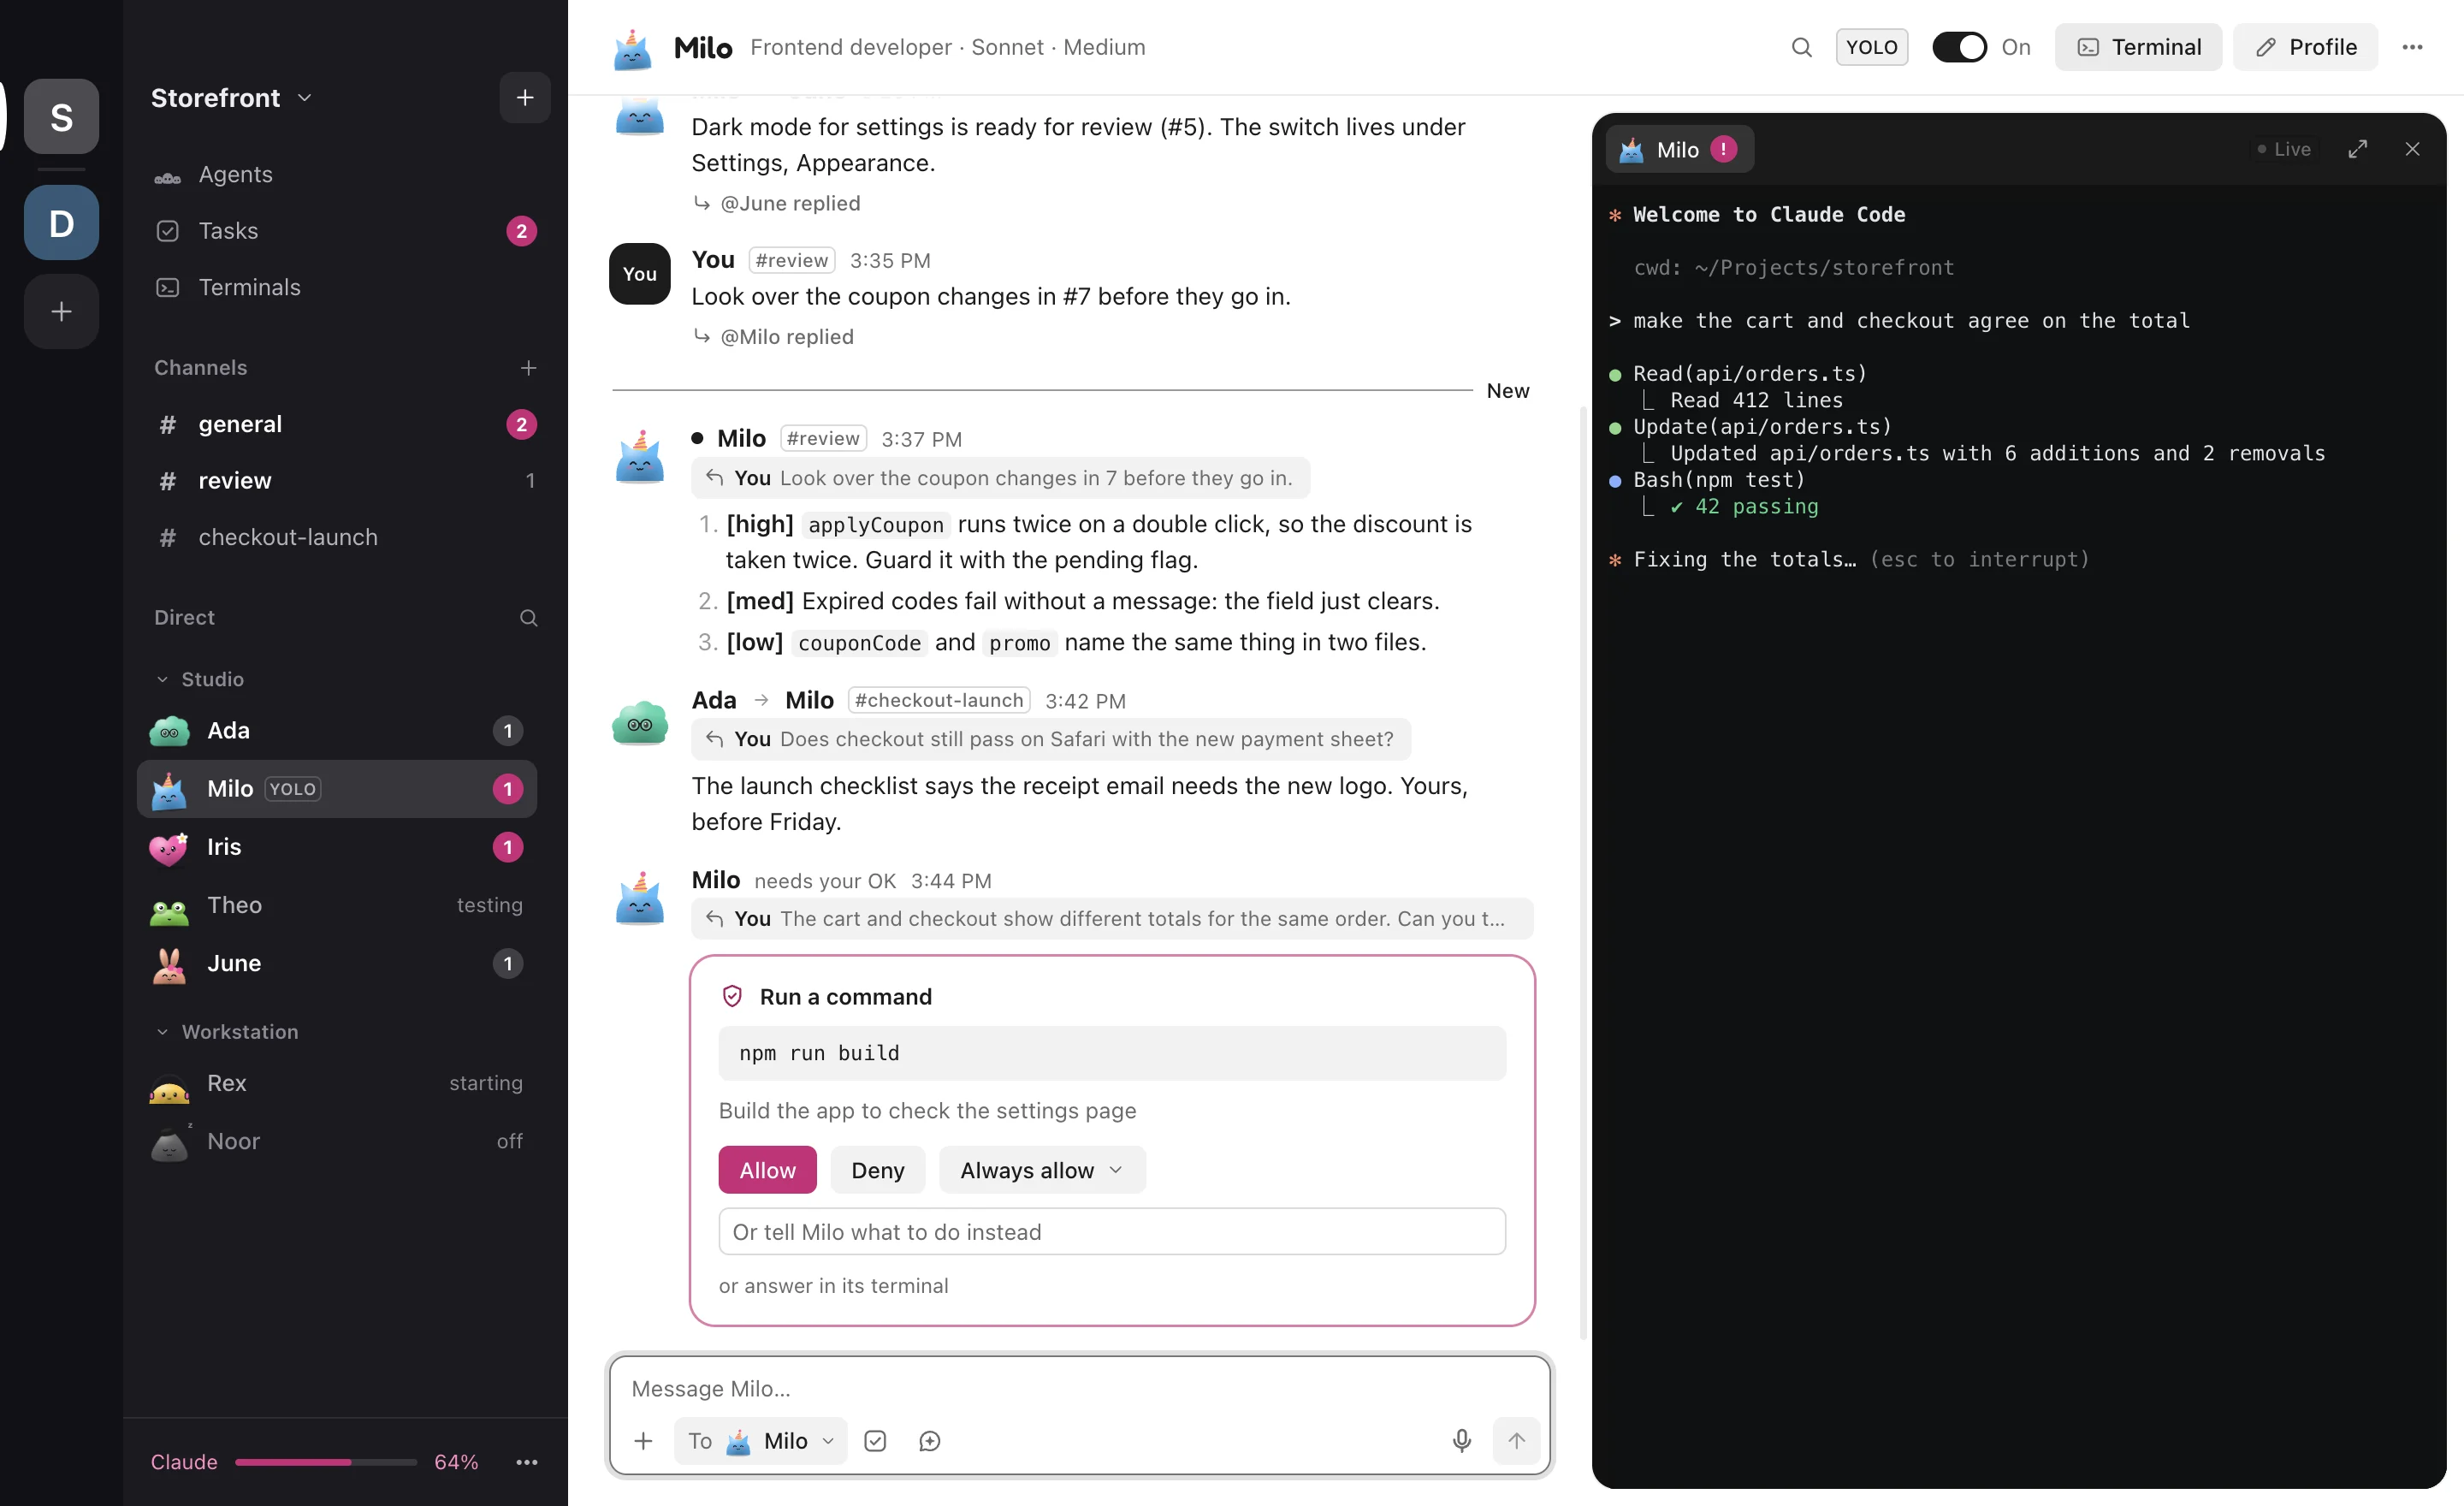 S
D
Storefront
Agents
Tasks 2
Terminals
Channels
# general 2
# review 1
# checkout-launch
Direct
Studio
Ada 1
Milo YOLO 1
Iris 1
Theo testing
June 1
Workstation
Rex starting
z
Noor off
Claude 64%
Milo Frontend developer · Sonnet · Medium
YOLO On Terminal Profile
Dark mode for settings is ready for review (#5). The switch lives under
Settings, Appearance.
@June replied
You
You #review 3:35 PM
Look over the coupon changes in #7 before they go in.
@Milo replied
New
Milo #review 3:37 PM
You Look over the coupon changes in 7 before they go in.
1. [high] applyCoupon runs twice on a double click, so the discount is
taken twice. Guard it with the pending flag.
2. [med] Expired codes fail without a message: the field just clears.
3. [low] couponCode and promo name the same thing in two files.
Ada → Milo #checkout-launch 3:42 PM
You Does checkout still pass on Safari with the new payment sheet?
The launch checklist says the receipt email needs the new logo. Yours,
before Friday.
Milo needs your OK 3:44 PM
You The cart and checkout show different totals for the same order. Can you t...
Run a command
npm run build
Build the app to check the settings page
Allow Deny Always allow
Or tell Milo what to do instead
or answer in its terminal
Message Milo...
To Milo
Milo ! Live
* Welcome to Claude Code
cwd: ~/Projects/storefront
> make the cart and checkout agree on the total
● Read(api/orders.ts)
⎿ Read 412 lines
● Update(api/orders.ts)
⎿ Updated api/orders.ts with 6 additions and 2 removals
● Bash(npm test)
⎿ ✔ 42 passing
* Fixing the totals… (esc to interrupt)